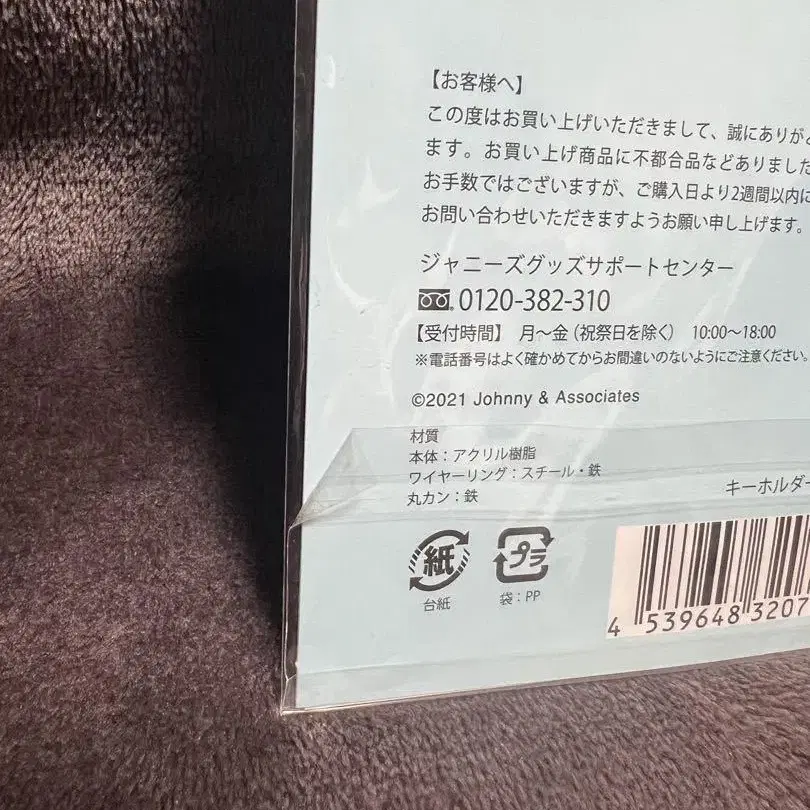 【お客様へ】
この度はお買い上げいただきまして、誠にありがと
ます。お買い上げ商品に不都合品などありました
お手数ではございますが、ご購入日より2週間以内に
お問い合わせいただきますようお願い申し上げます。
ジャニーズグッズサポートセンター
0120-382-310
【受付時間】 月〜金(祝祭日を除く) 10:00〜18:00
※電話番号はよく確かめてからお間違いのないようにご注意ください。
©2021 Johnny & Associates
材質
本体：アクリル樹脂
ワイヤーリング：スチール・鉄
丸カン：鉄
キーホルダー
紙
プラ
台紙
袋：PP
4 539648 3207